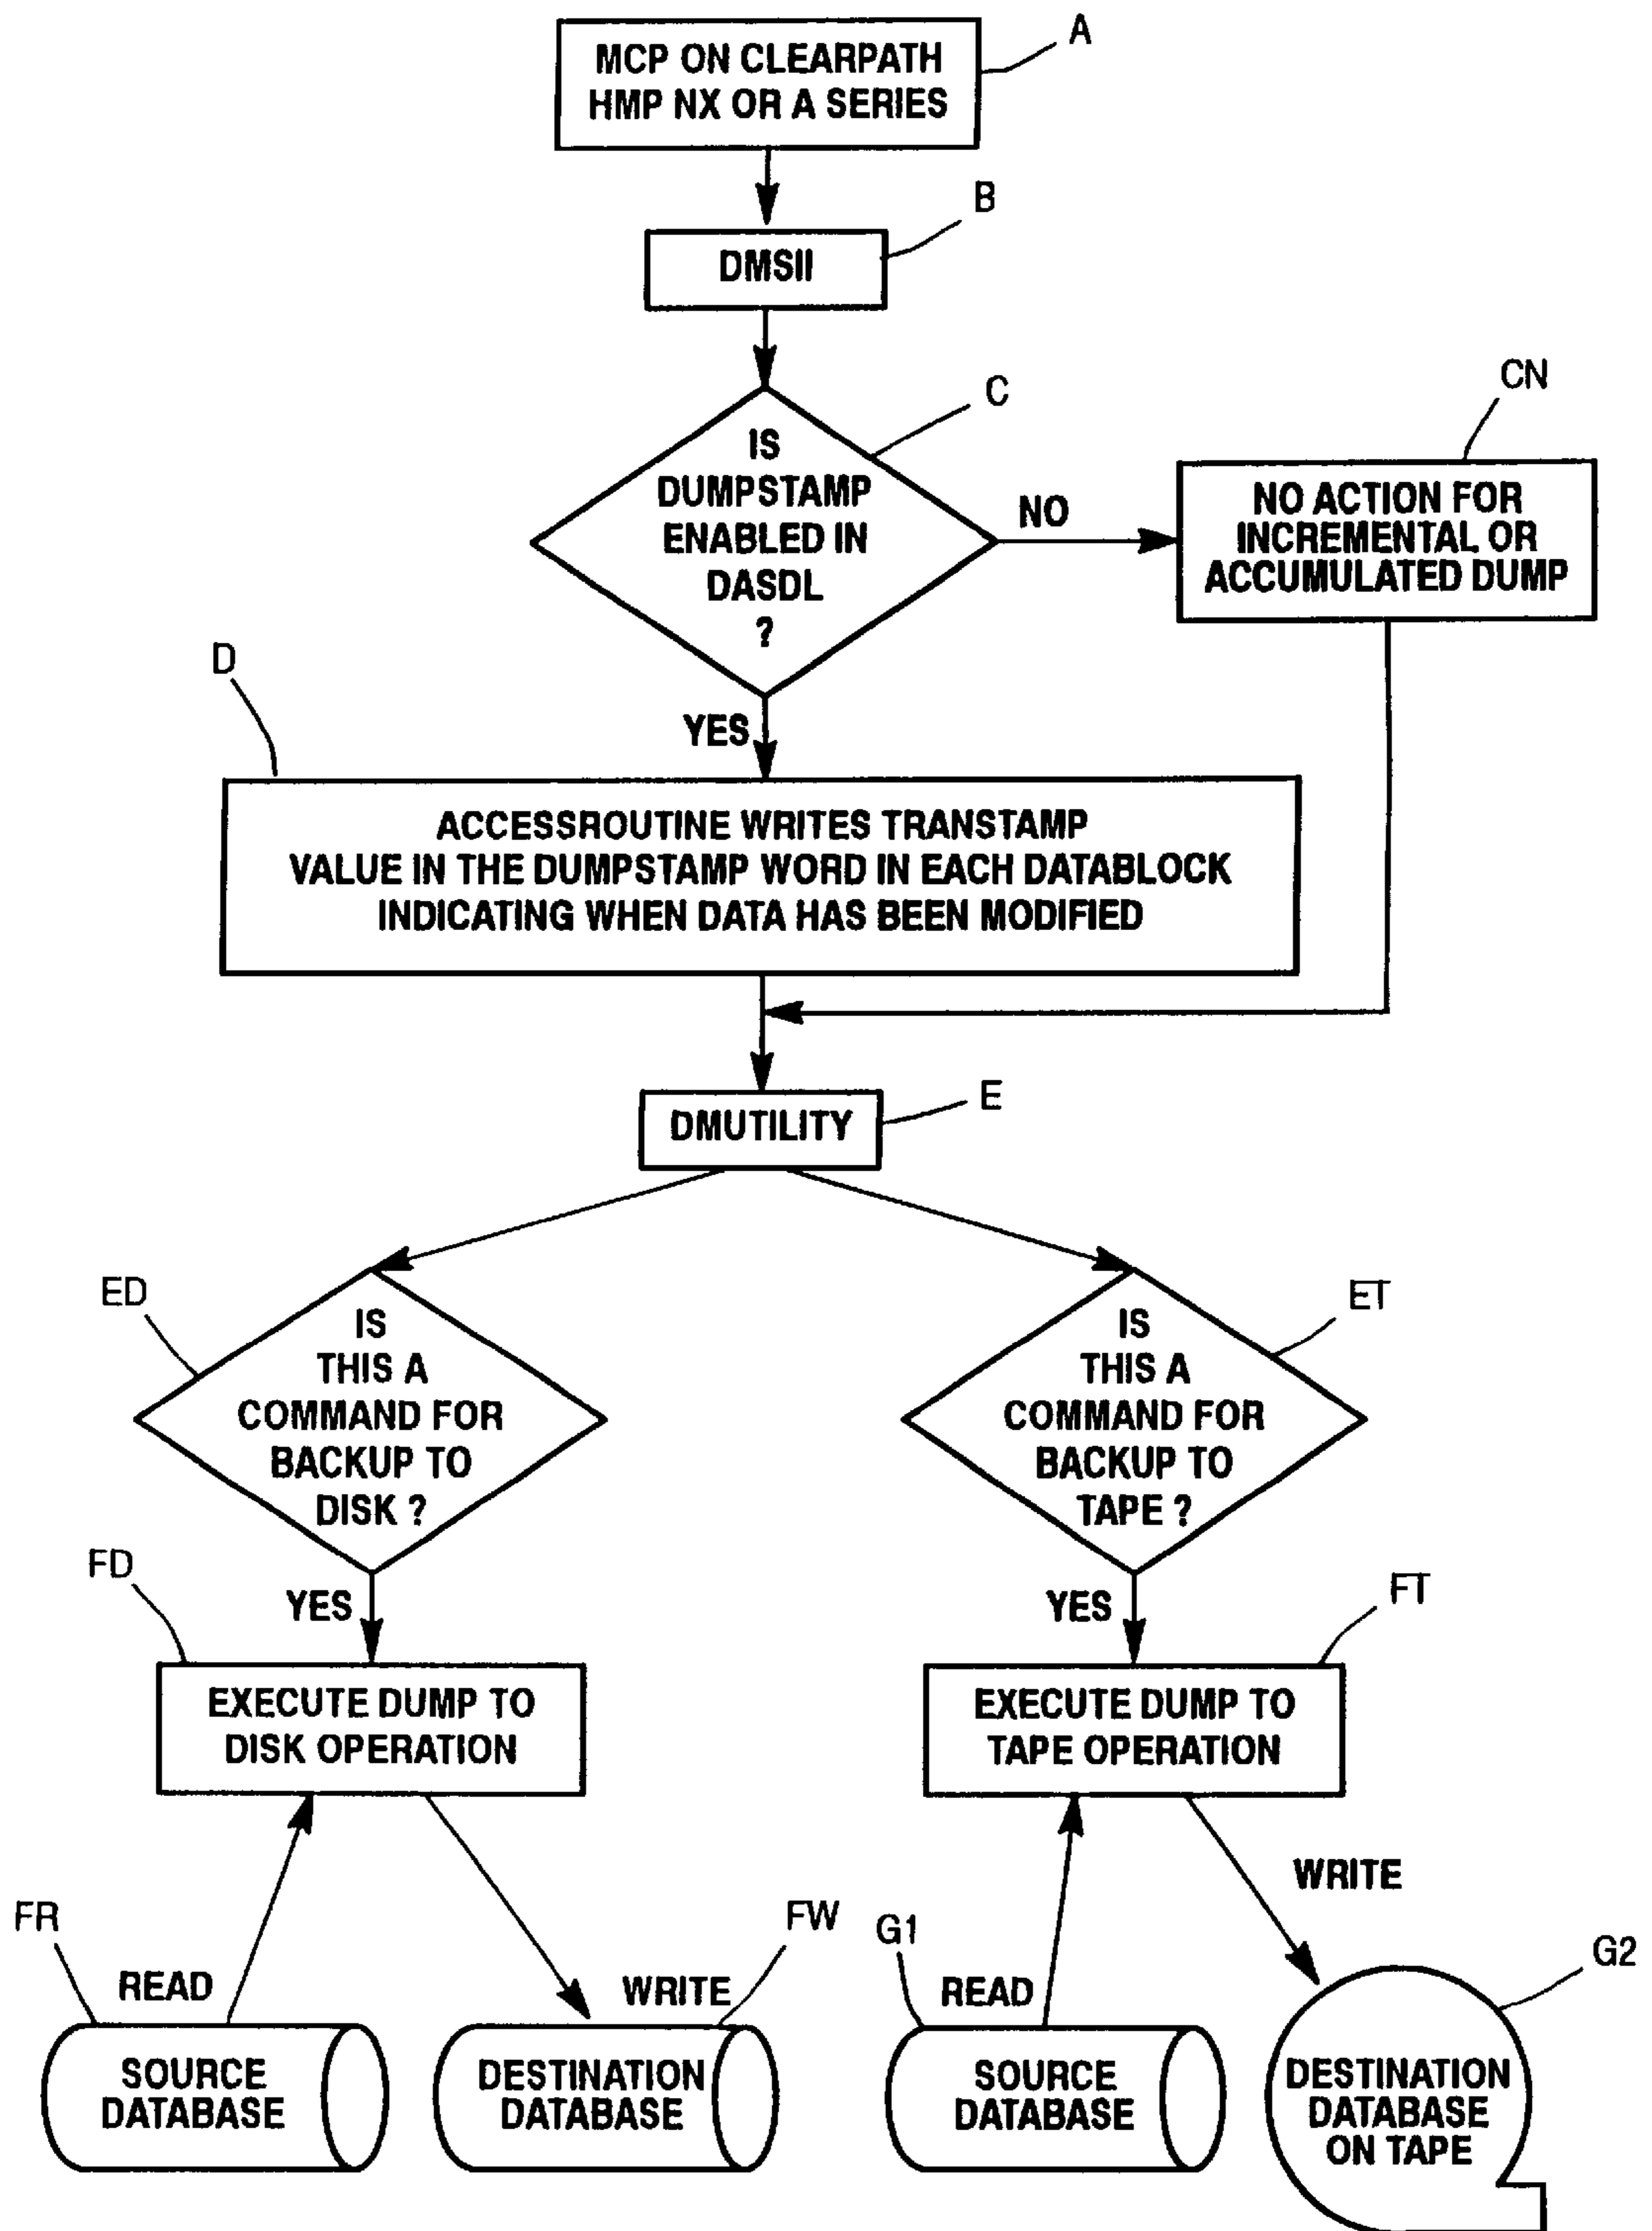 A
MCP ON CLEARPATH
HMP NX OR A SERIES
B
DMSII
C
CN
IS
DUMPSTAMP
ENABLED IN
DASDL
?
NO
NO ACTION FOR
INCREMENTAL OR
ACCUMULATED DUMP
D
YES
ACCESSROUTINE WRITES TRANSTAMP
VALUE IN THE DUMPSTAMP WORD IN EACH DATABLOCK
INDICATING WHEN DATA HAS BEEN MODIFIED
E
DMUTILITY
ED
IS
THIS A
COMMAND FOR
BACKUP TO
DISK ?
ET
IS
THIS A
COMMAND FOR
BACKUP TO
TAPE ?
FD
YES
YES
FT
EXECUTE DUMP TO
DISK OPERATION
EXECUTE DUMP TO
TAPE OPERATION
FR
READ
WRITE
FW
G1
READ
WRITE
G2
SOURCE
DATABASE
DESTINATION
DATABASE
SOURCE
DATABASE
DESTINATION
DATABASE
ON TAPE